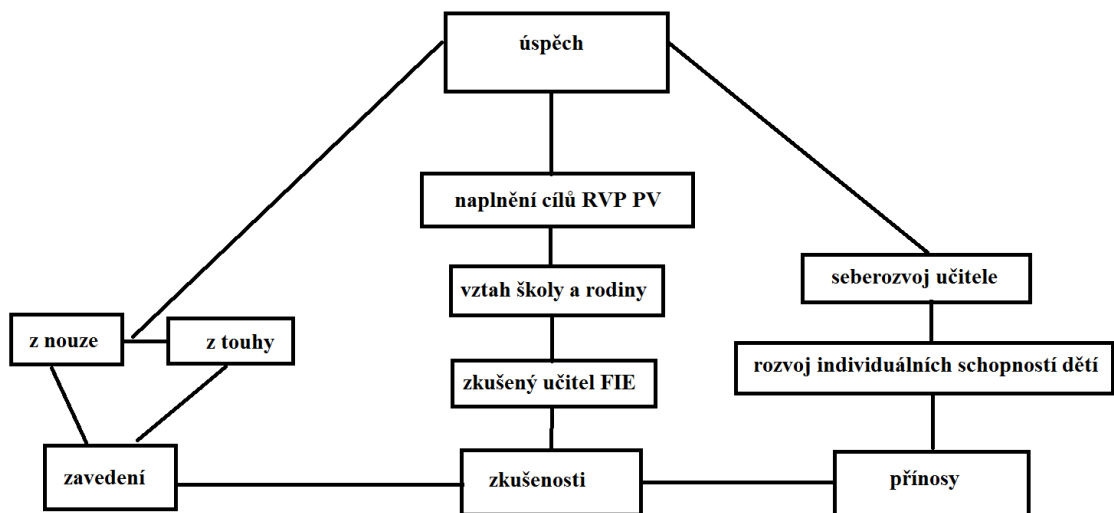 úspěch
naplnění cílů RVP PV
vztah školy a rodiny
seberozvoj učitele
z nouze
z touhy
zkušený učitel FIE
rozvoj individuálních schopností dětí
zavedení
zkušenosti
přínosy